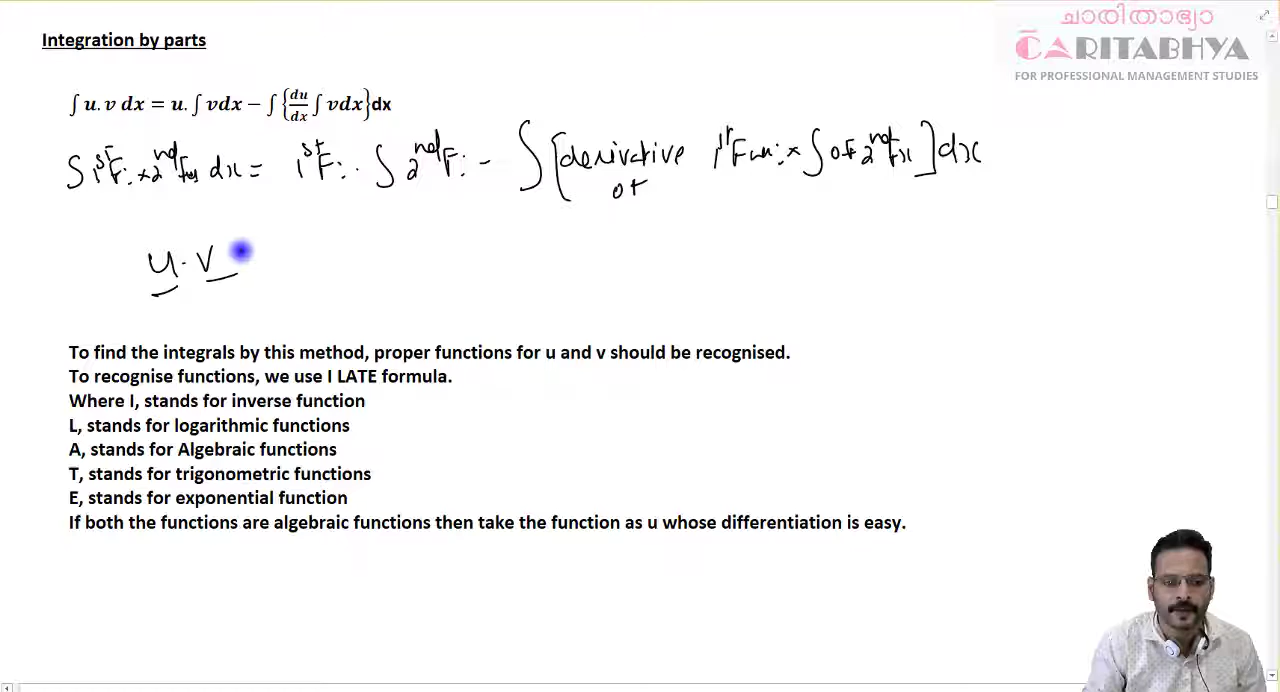 Integration by parts
ചാരിതാഭ്യാ
CARITABHYA
FOR PROFESSIONAL MANAGEMENT STUDIES
∫ u.v dx = u.∫ vdx − ∫ {du/dx ∫ vdx}dx
∫ 1st F. × 2nd dx = 1st F. . ∫ 2nd F. − ∫ [derivative of 1st Fun. × ∫ OF 2nd ] dx
u . v
To find the integrals by this method, proper functions for u and v should be recognised.
To recognise functions, we use I LATE formula.
Where I, stands for inverse function
L, stands for logarithmic functions
A, stands for Algebraic functions
T, stands for trigonometric functions
E, stands for exponential function
If both the functions are algebraic functions then take the function as u whose differentiation is easy.